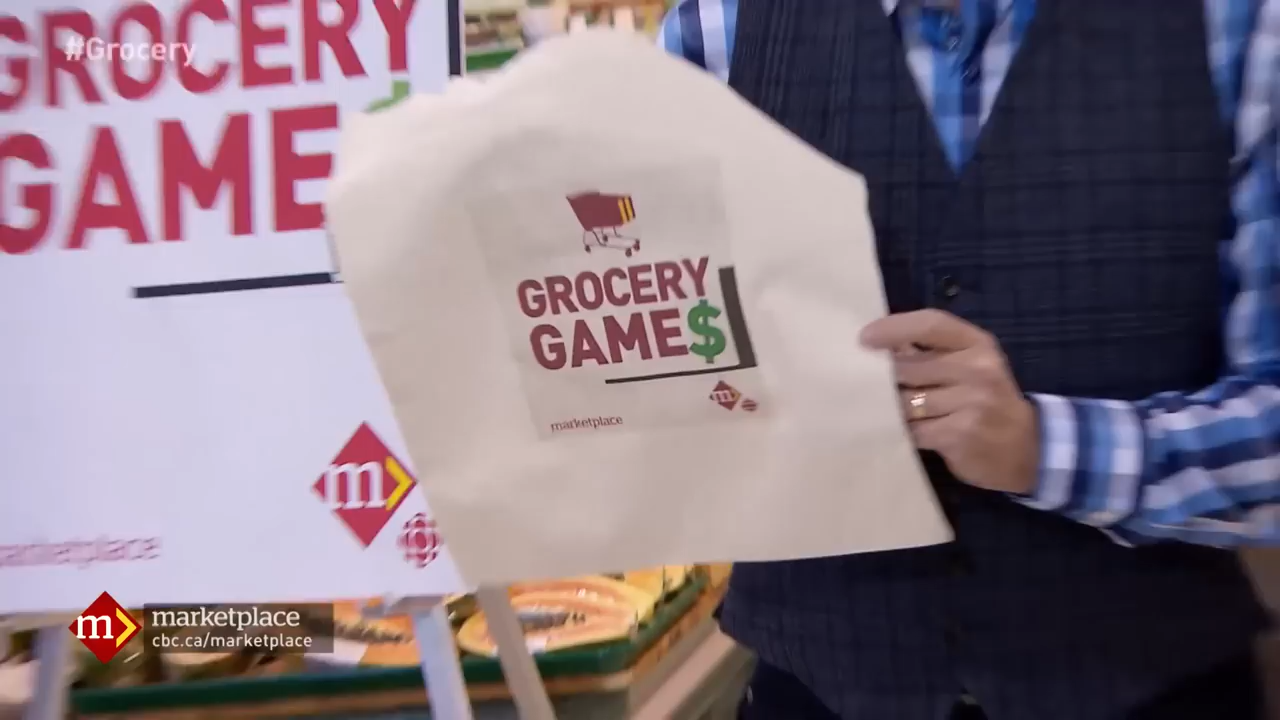 #Grocery
GROCERY
GAME
m
marketplace
GROCERY
GAME$
m
marketplace
m
marketplace
cbc.ca/marketplace